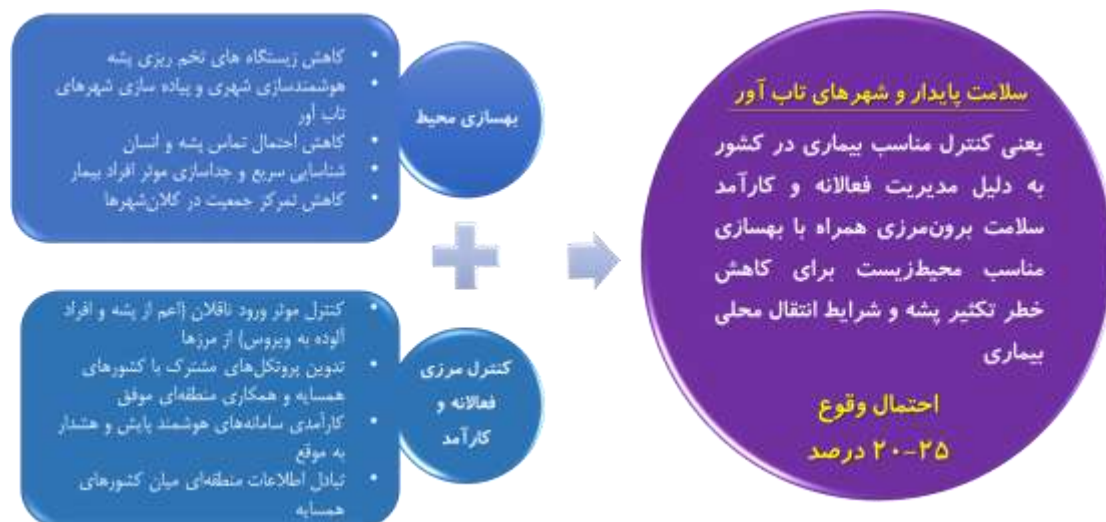 کاهش زیستگاه های تخم ریزی پشه
هوشمندسازی شهری و پیاده سازی شهرهای
تاب آور
کاهش احتمال تماس پشه و انسان
شناسایی سریع و جداسازی موثر افراد بیمار
کاهش تمرکز جمعیت در کلان‌شهرها
بهسازی محیط
کنترل موثر ورود ناقلان (اعم از پشه و افراد
آلوده به ویروس) از مرزها
تدوین پروتکل‌های مشترک با کشورهای
همسایه و همکاری منطقه‌ای موفق
کارآمدی سامانه‌های هوشمند پایش و هشدار
به موقع
تبادل اطلاعات منطقه‌ای میان کشورهای
همسایه
کنترل مرزی
فعالانه و
کارآمد
سلامت پایدار و شهرهای تاب آور
یعنی کنترل مناسب بیماری در کشور
به دلیل مدیریت فعالانه و کارآمد
سلامت برون‌مرزی همراه با بهسازی
مناسب محیط‌زیست برای کاهش
خطر تکثیر پشه و شرایط انتقال محلی
بیماری
احتمال وقوع
۲۰-۲۵ درصد